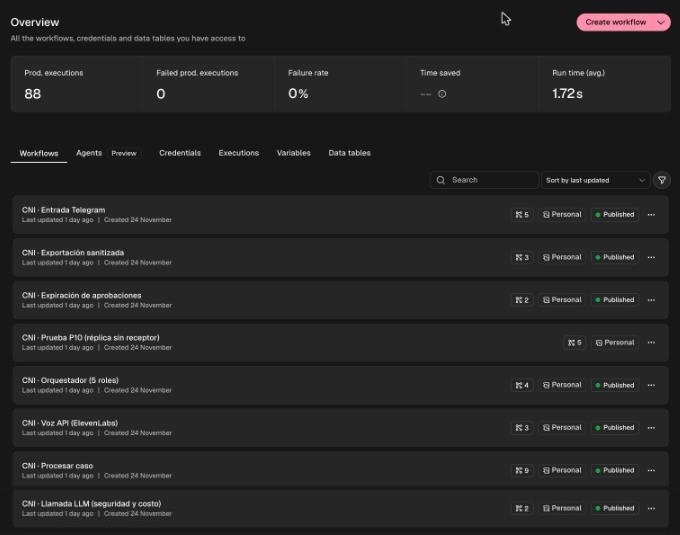 Overview
Create workflow
All the workflows, credentials and data tables you have access to
Prod. executions
88
Failed prod. executions
0
Failure rate
0%
Time saved
--
Run time (avg.)
1.72s
Workflows Agents Preview Credentials Executions Variables Data tables
Search
Sort by last updated
CNI · Entrada Telegram
Last updated 1 day ago | Created 24 November
5 Personal Published
CNI · Exportación sanitizada
Last updated 1 day ago | Created 24 November
3 Personal Published
CNI · Expiración de aprobaciones
Last updated 1 day ago | Created 24 November
2 Personal Published
CNI · Prueba P10 (réplica sin receptor)
Last updated 1 day ago | Created 24 November
5 Personal
CNI · Orquestador (5 roles)
Last updated 1 day ago | Created 24 November
4 Personal Published
CNI · Voz API (ElevenLabs)
Last updated 1 day ago | Created 24 November
3 Personal Published
CNI · Procesar caso
Last updated 1 day ago | Created 24 November
9 Personal Published
CNI · Llamada LLM (seguridad y costo)
Last updated 1 day ago | Created 24 November
2 Personal Published